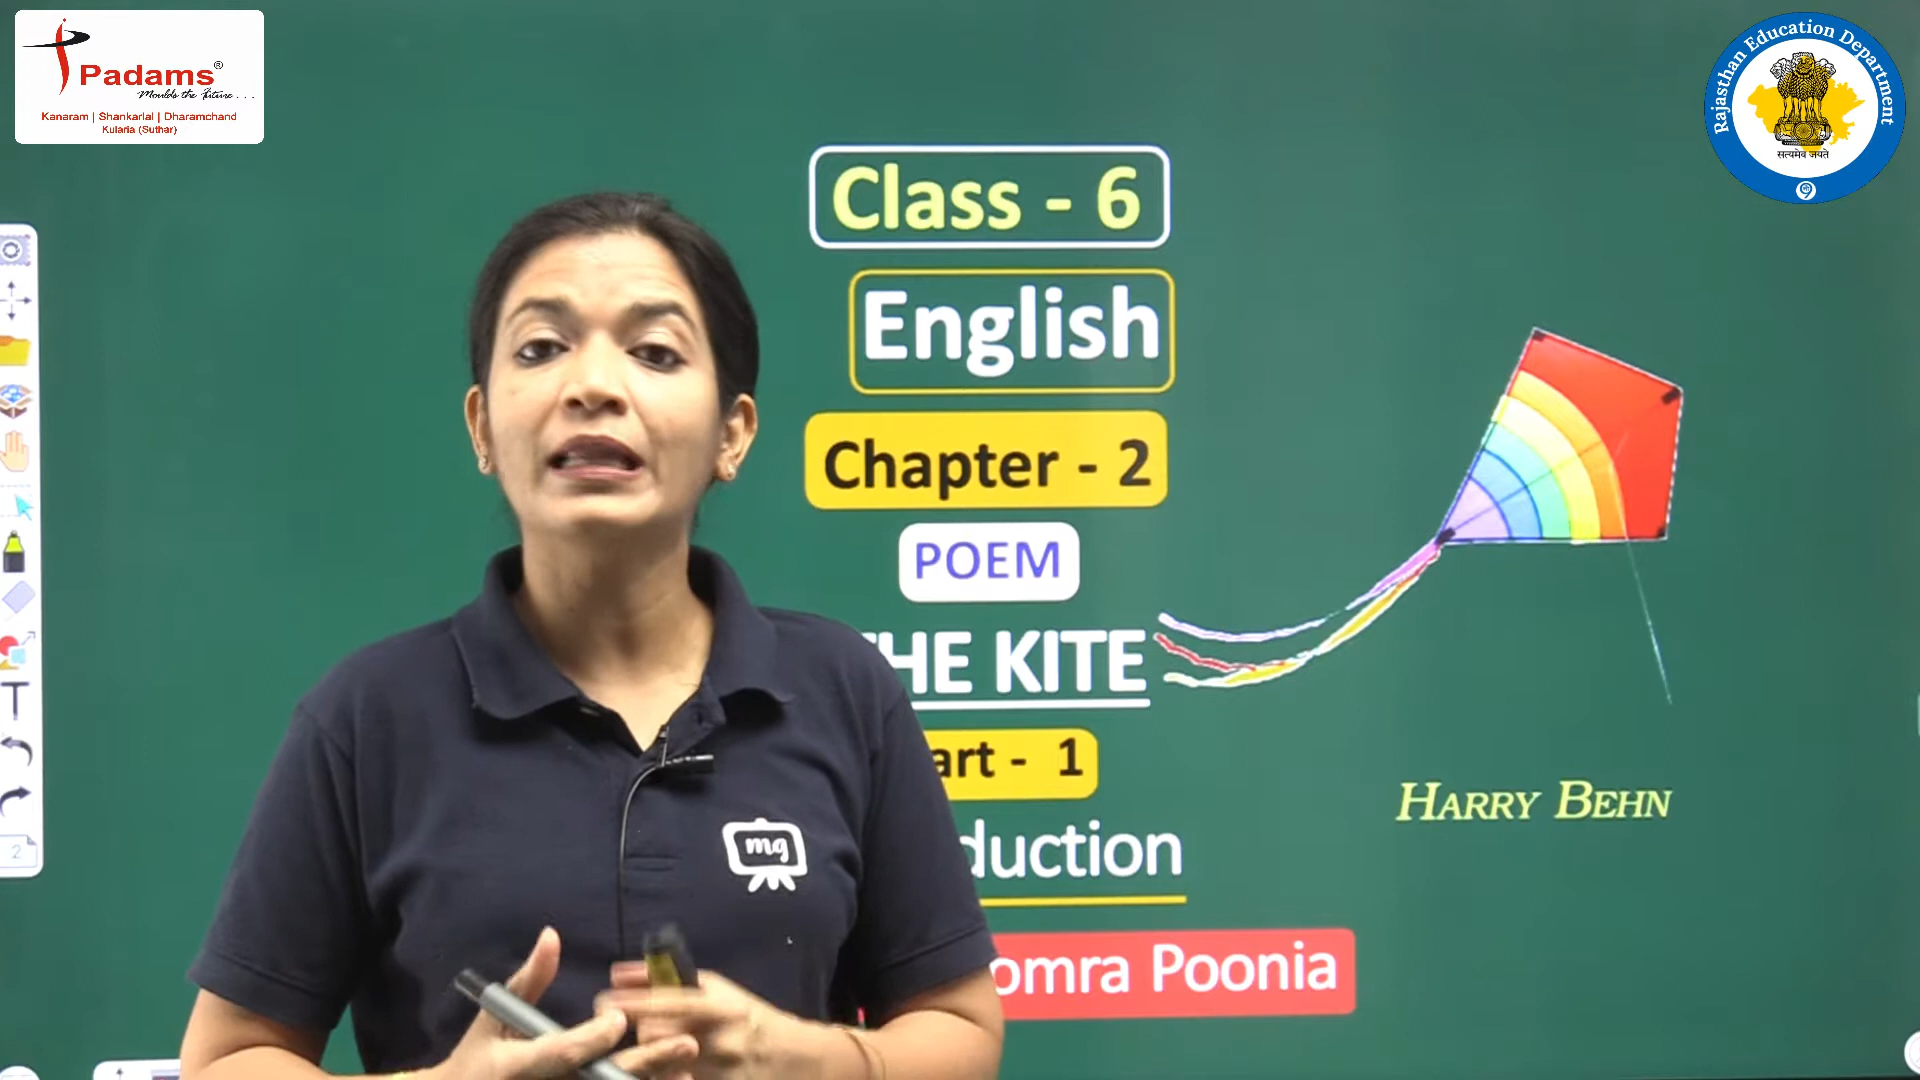 Padams®
Moulds the Future...
Kanaram | Shankarlal | Dharamchand
Kularia (Suthar)
Rajasthan Education Department
सत्यमेव जयते
Class - 6
English
Chapter - 2
POEM
HE KITE
art - 1
HARRY BEHN
duction
omra Poonia
mg
T
2